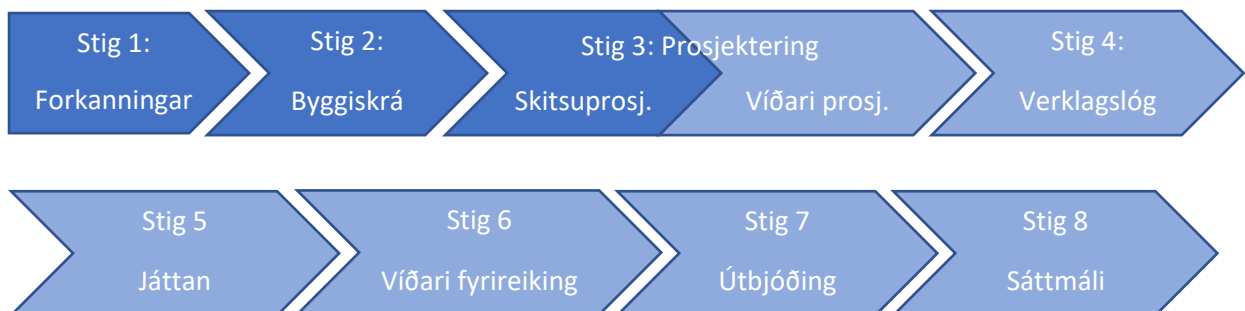 Stig 1:
Forkanningar
Stig 2:
Byggiskrá
Stig 3: Prosjektering
Skitsuprosj.
Víðari prosj.
Stig 4:
Verklagslóg
Stig 5
Játtan
Stig 6
Víðari fyrireiking
Stig 7
Útbjóðing
Stig 8
Sáttmáli